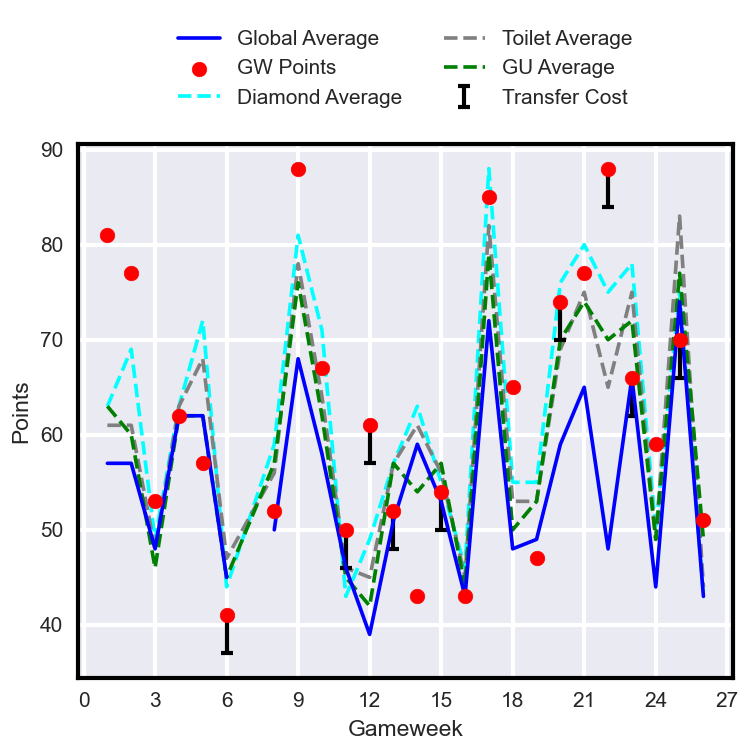 Global Average
GW Points
Diamond Average
Toilet Average
GU Average
Transfer Cost
90
80
70
60
50
40
Points
0 3 6 9 12 15 18 21 24 27
Gameweek